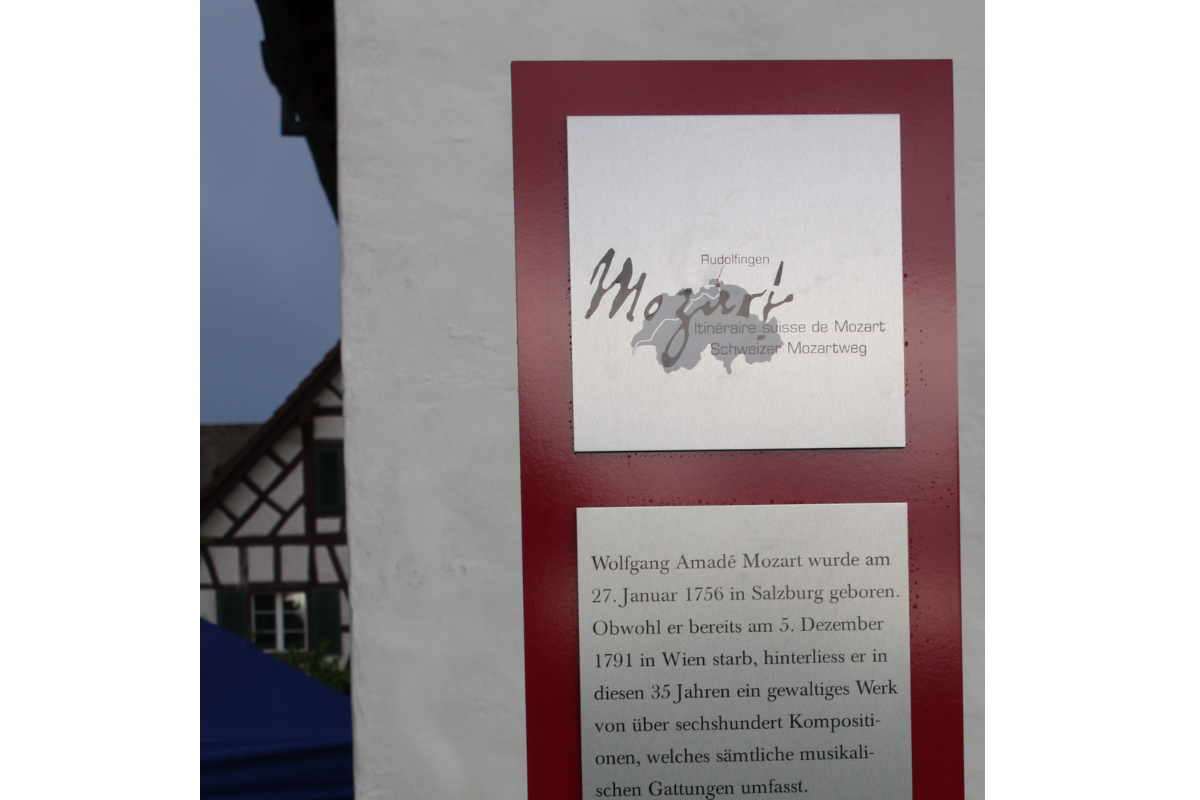 Rudolfingen
Mozart
Itinéraire suisse de Mozart
Schweizer Mozartweg
Wolfgang Amadé Mozart wurde am
27. Januar 1756 in Salzburg geboren.
Obwohl er bereits am 5. Dezember
1791 in Wien starb, hinterliess er in
diesen 35 Jahren ein gewaltiges Werk
von über sechshundert Kompositi-
onen, welches sämtliche musikali-
schen Gattungen umfasst.